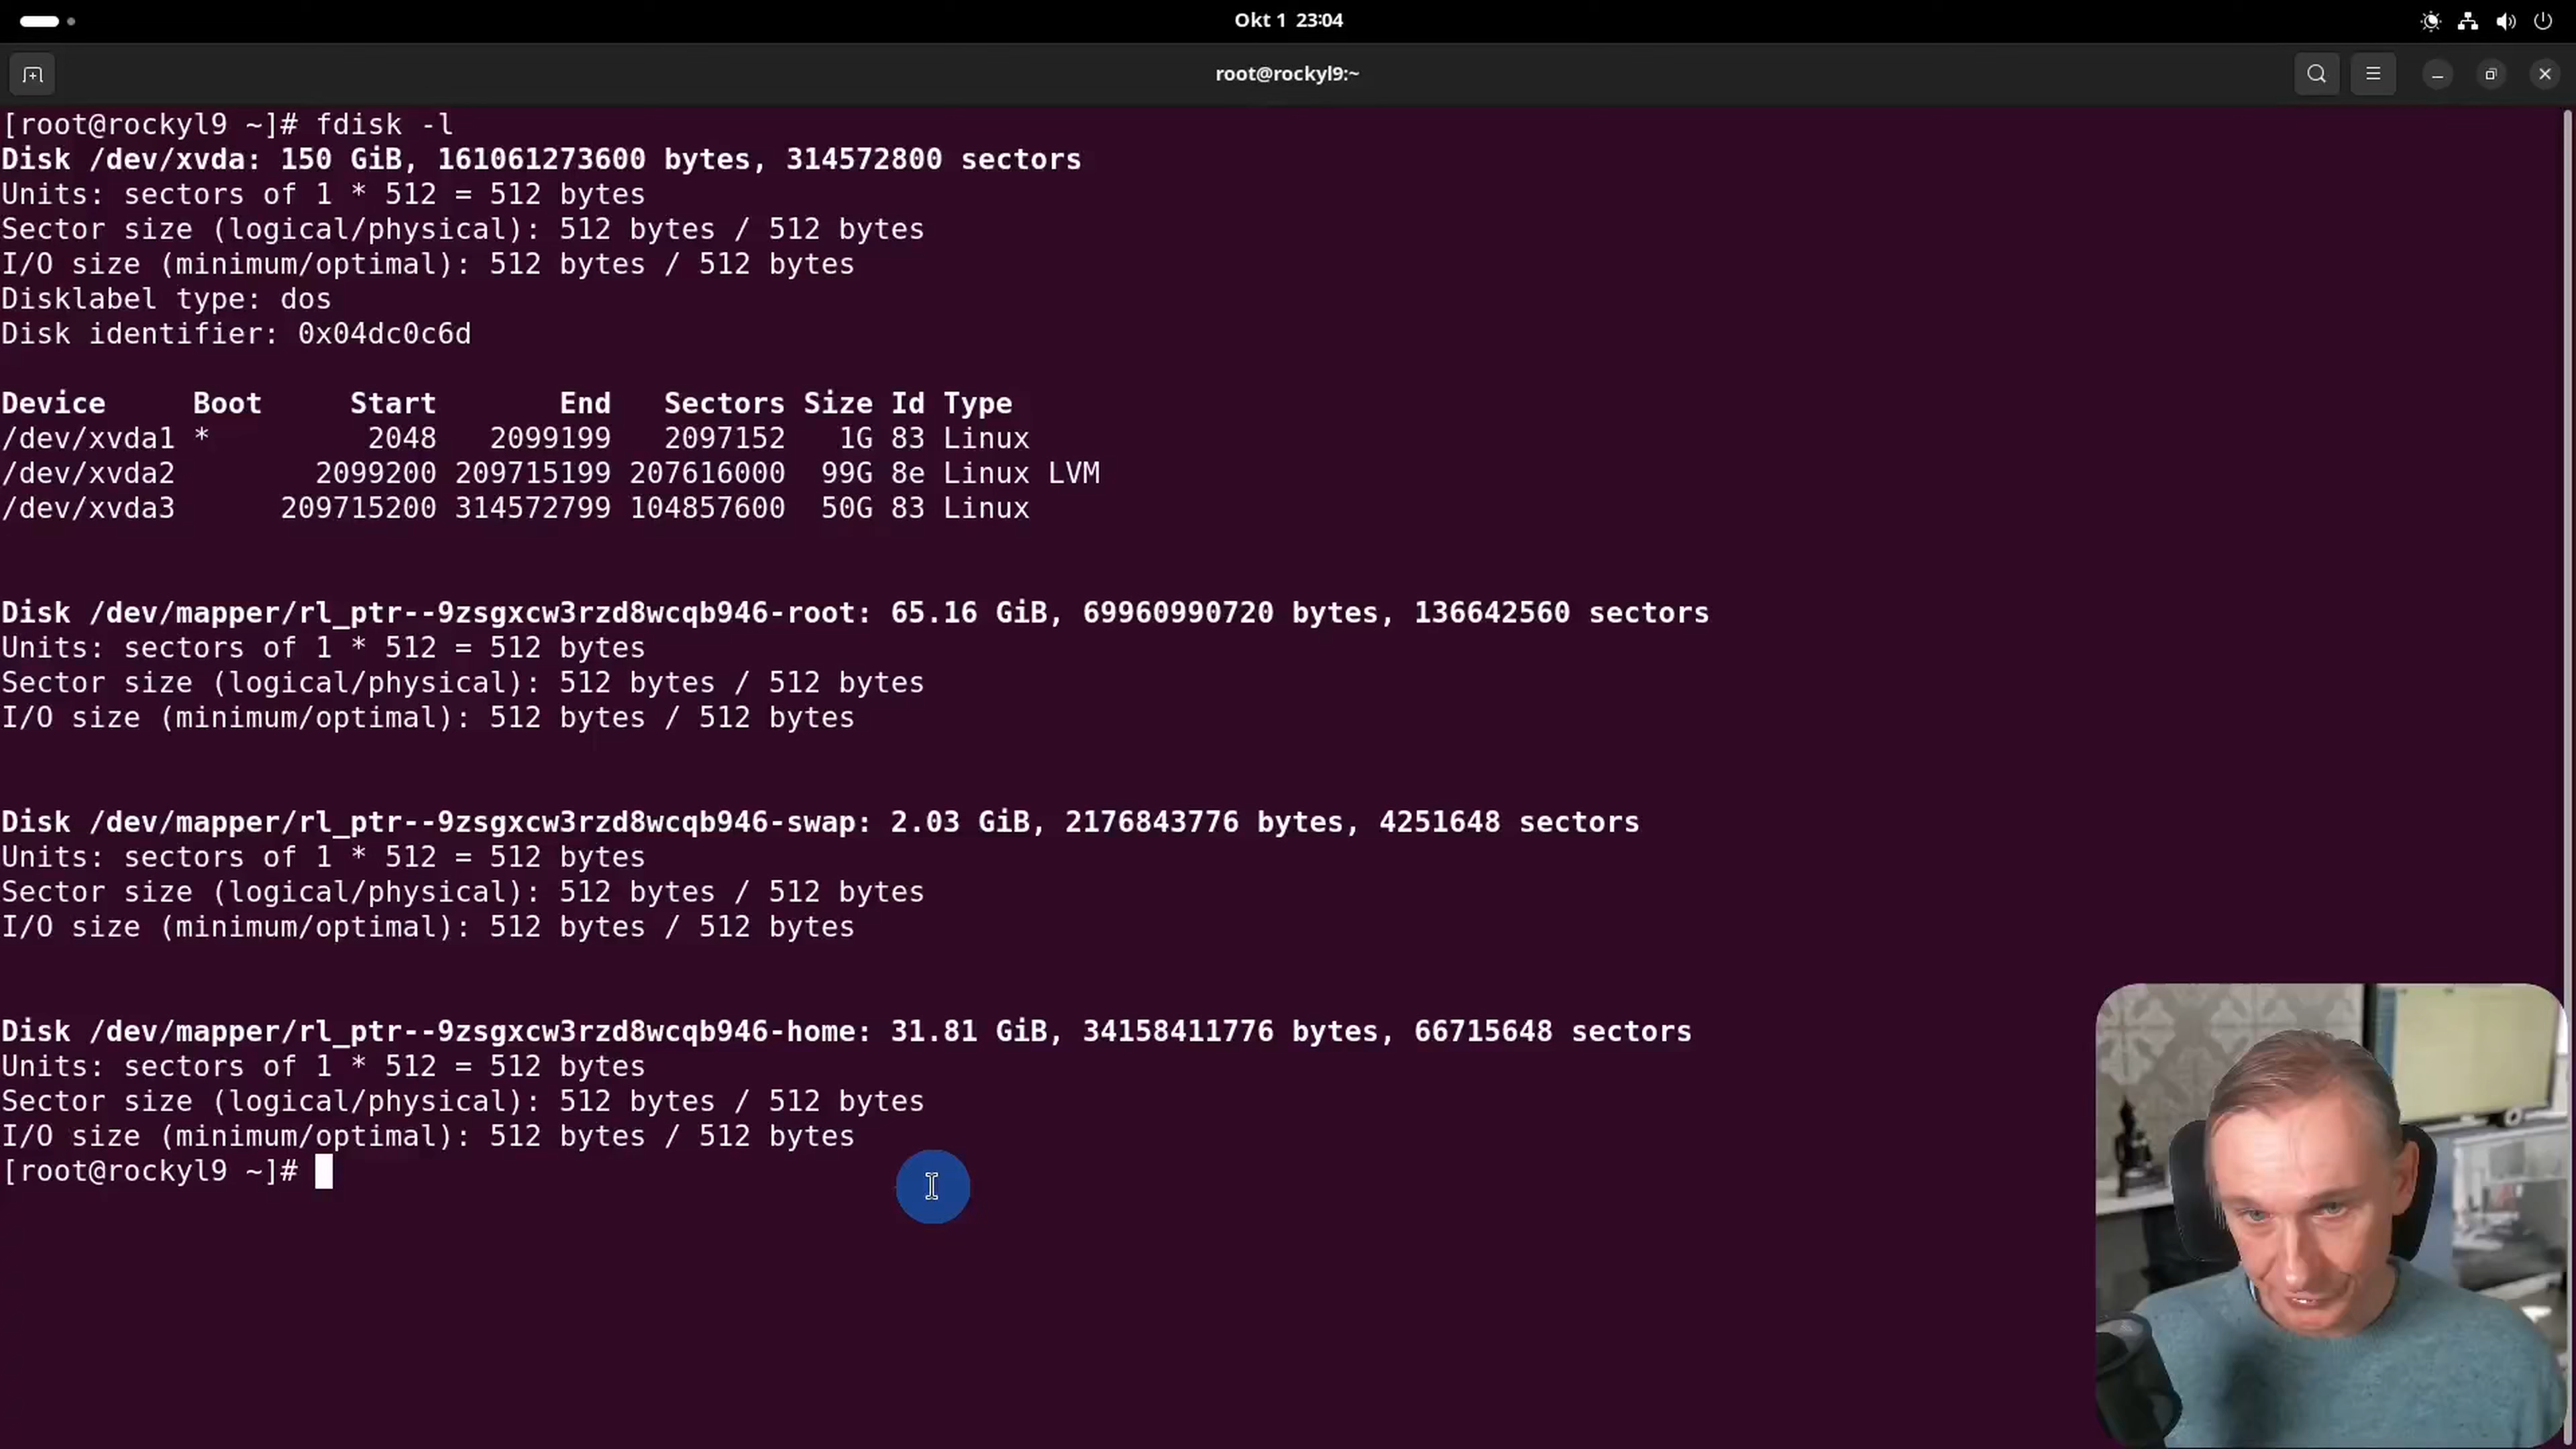 Okt 1 23:04
root@rockyl9:~
[root@rockyl9 ~]# fdisk -l
Disk /dev/xvda: 150 GiB, 161061273600 bytes, 314572800 sectors
Units: sectors of 1 * 512 = 512 bytes
Sector size (logical/physical): 512 bytes / 512 bytes
I/O size (minimum/optimal): 512 bytes / 512 bytes
Disklabel type: dos
Disk identifier: 0x04dc0c6d
Device Boot Start End Sectors Size Id Type
/dev/xvda1 * 2048 2099199 2097152 1G 83 Linux
/dev/xvda2 2099200 209715199 207616000 99G 8e Linux LVM
/dev/xvda3 209715200 314572799 104857600 50G 83 Linux
Disk /dev/mapper/rl_ptr--9zsgxcw3rzd8wcqb946-root: 65.16 GiB, 69960990720 bytes, 136642560 sectors
Units: sectors of 1 * 512 = 512 bytes
Sector size (logical/physical): 512 bytes / 512 bytes
I/O size (minimum/optimal): 512 bytes / 512 bytes
Disk /dev/mapper/rl_ptr--9zsgxcw3rzd8wcqb946-swap: 2.03 GiB, 2176843776 bytes, 4251648 sectors
Units: sectors of 1 * 512 = 512 bytes
Sector size (logical/physical): 512 bytes / 512 bytes
I/O size (minimum/optimal): 512 bytes / 512 bytes
Disk /dev/mapper/rl_ptr--9zsgxcw3rzd8wcqb946-home: 31.81 GiB, 34158411776 bytes, 66715648 sectors
Units: sectors of 1 * 512 = 512 bytes
Sector size (logical/physical): 512 bytes / 512 bytes
I/O size (minimum/optimal): 512 bytes / 512 bytes
[root@rockyl9 ~]#